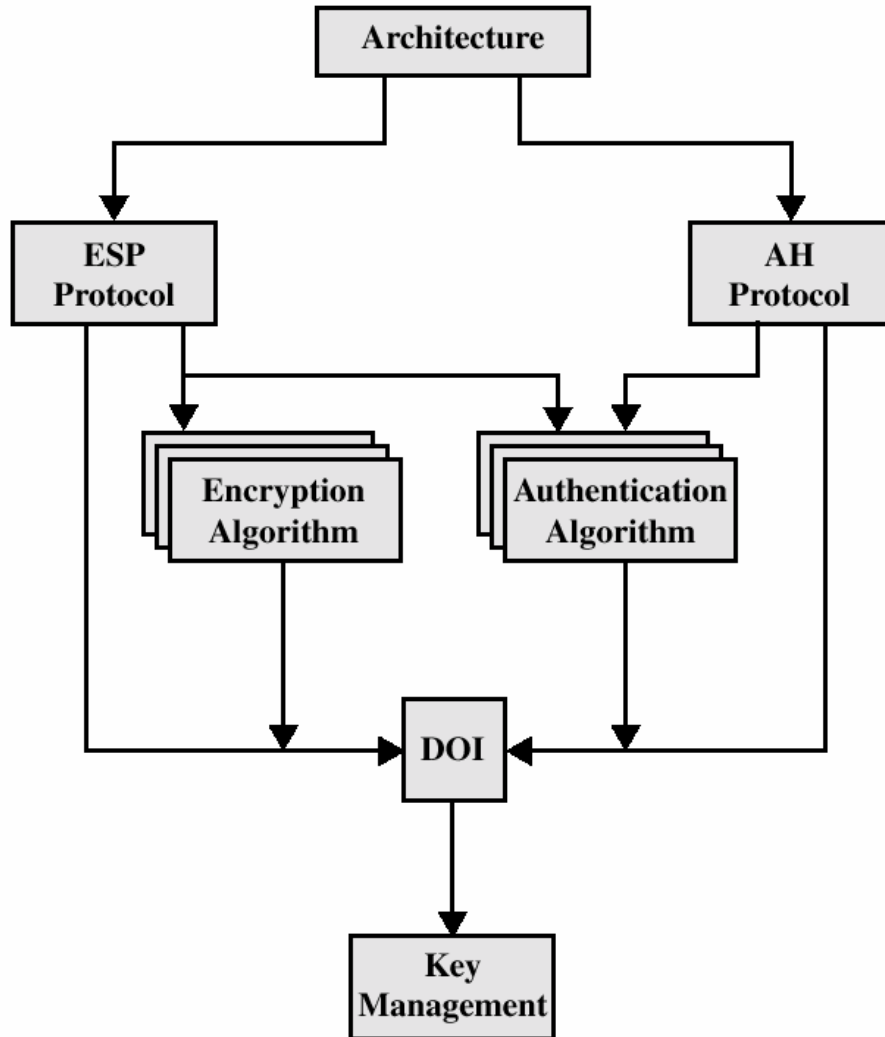 Architecture
ESP
Protocol
AH
Protocol
Encryption
Algorithm
Authentication
Algorithm
DOI
Key
Management